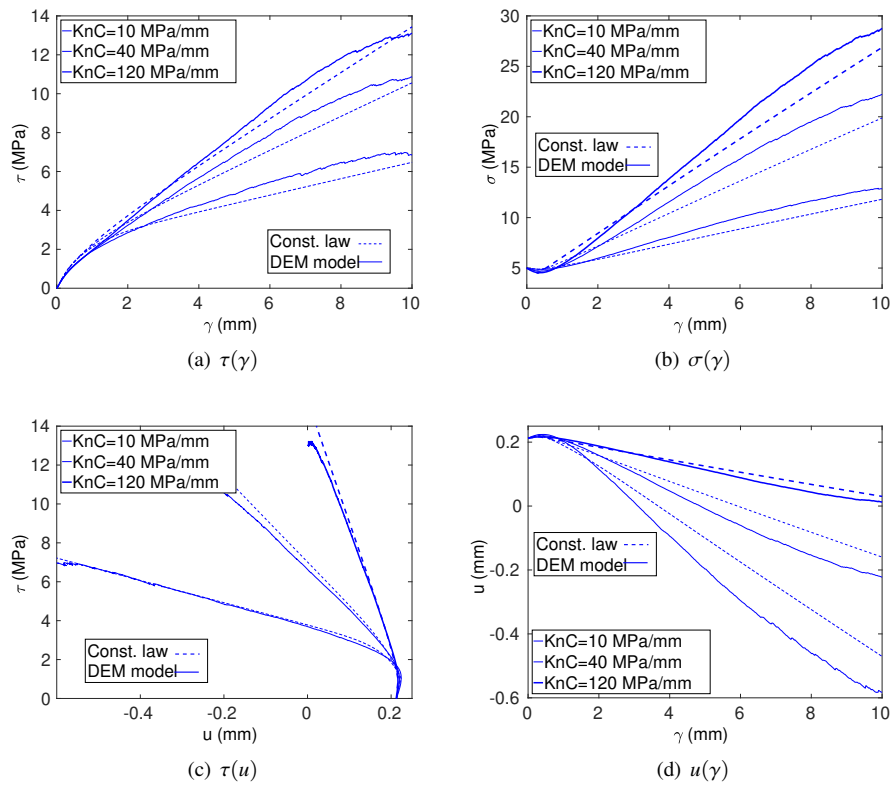 14
12
10
8
6
4
2
0
τ (MPa)
KnC=10 MPa/mm
KnC=40 MPa/mm
KnC=120 MPa/mm
Const. law
DEM model
0 2 4 6 8 10
γ (mm)
(a) τ(γ)
30
25
20
15
10
5
σ (MPa)
KnC=10 MPa/mm
KnC=40 MPa/mm
KnC=120 MPa/mm
Const. law
DEM model
0 2 4 6 8 10
γ (mm)
(b) σ(γ)
14
12
10
8
6
4
2
0
τ (MPa)
KnC=10 MPa/mm
KnC=40 MPa/mm
KnC=120 MPa/mm
Const. law
DEM model
-0.4 -0.2 0 0.2
u (mm)
(c) τ(u)
0.2
0
-0.2
-0.4
-0.6
u (mm)
Const. law
DEM model
KnC=10 MPa/mm
KnC=40 MPa/mm
KnC=120 MPa/mm
0 2 4 6 8 10
γ (mm)
(d) u(γ)